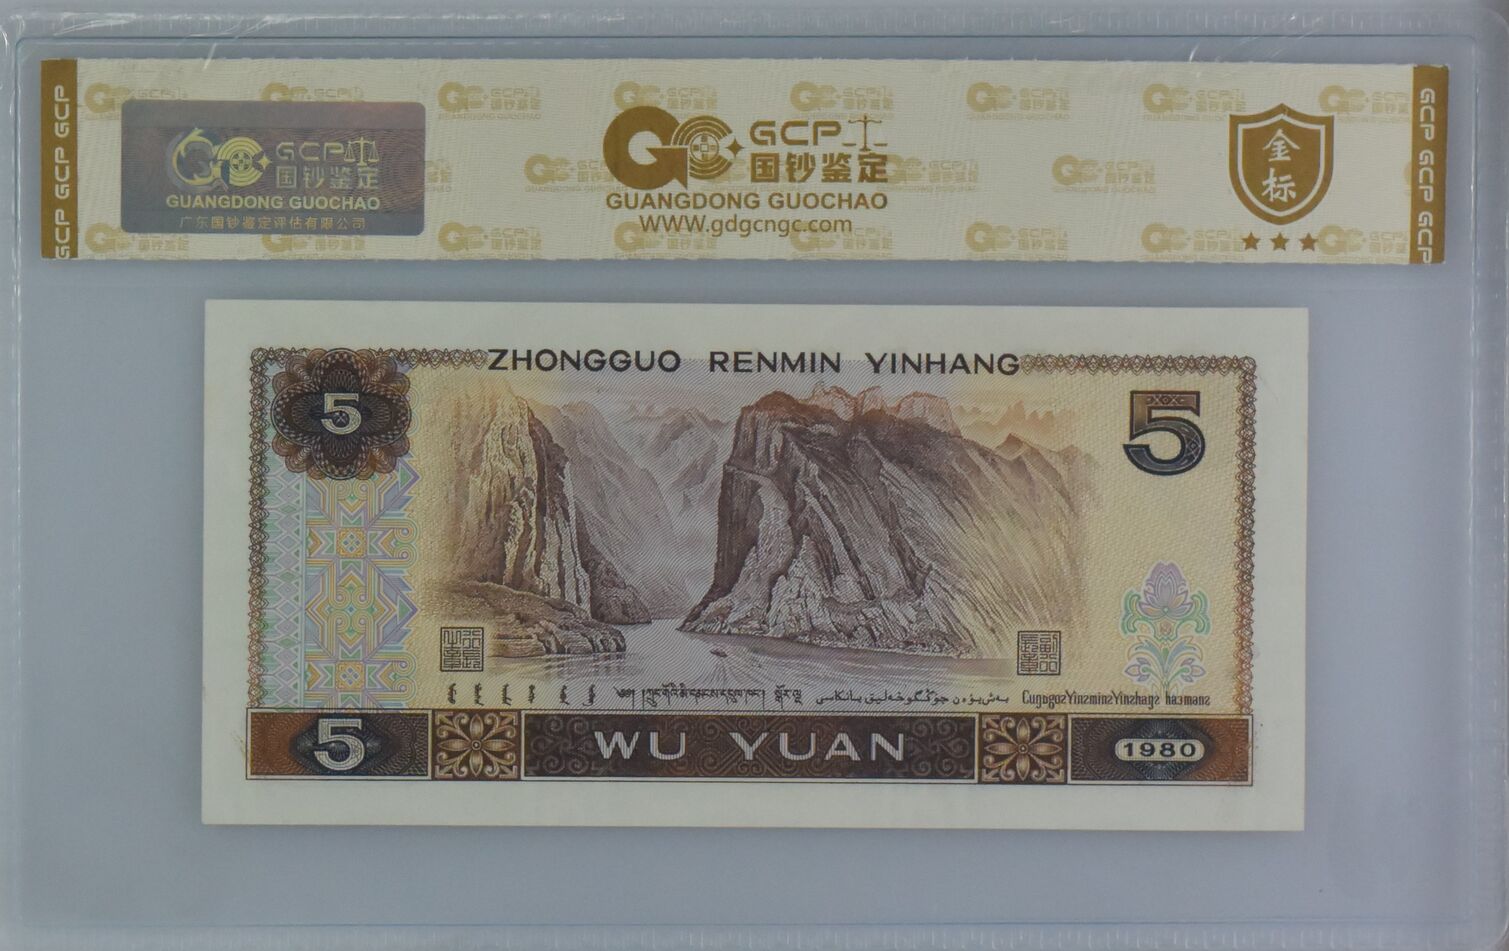 GCP GCP GCP
GCP
国钞鉴定
GUANGDONG GUOCHAO
广东国钞鉴定评估有限公司
GCP
国钞鉴定
GUANGDONG GUOCHAO
WWW.gdgcngc.com
金
标
GCP GCP GCP
ZHONGGUO RENMIN YINHANG
5
5
5
WU YUAN
1980